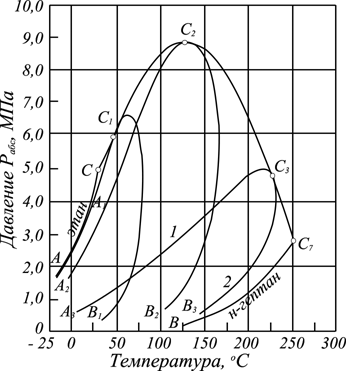 Давление Pабс, МПа
10,0
9,0
8,0
7,0
6,0
5,0
4,0
3,0
2,0
1,0
0
C2
C1
C
C3
C7
этан
A1
1
A
A2
A3
B1
B2
B3
B
2
н-гептан
- 25 0 50 100 150 200 250 300
Температура, °C